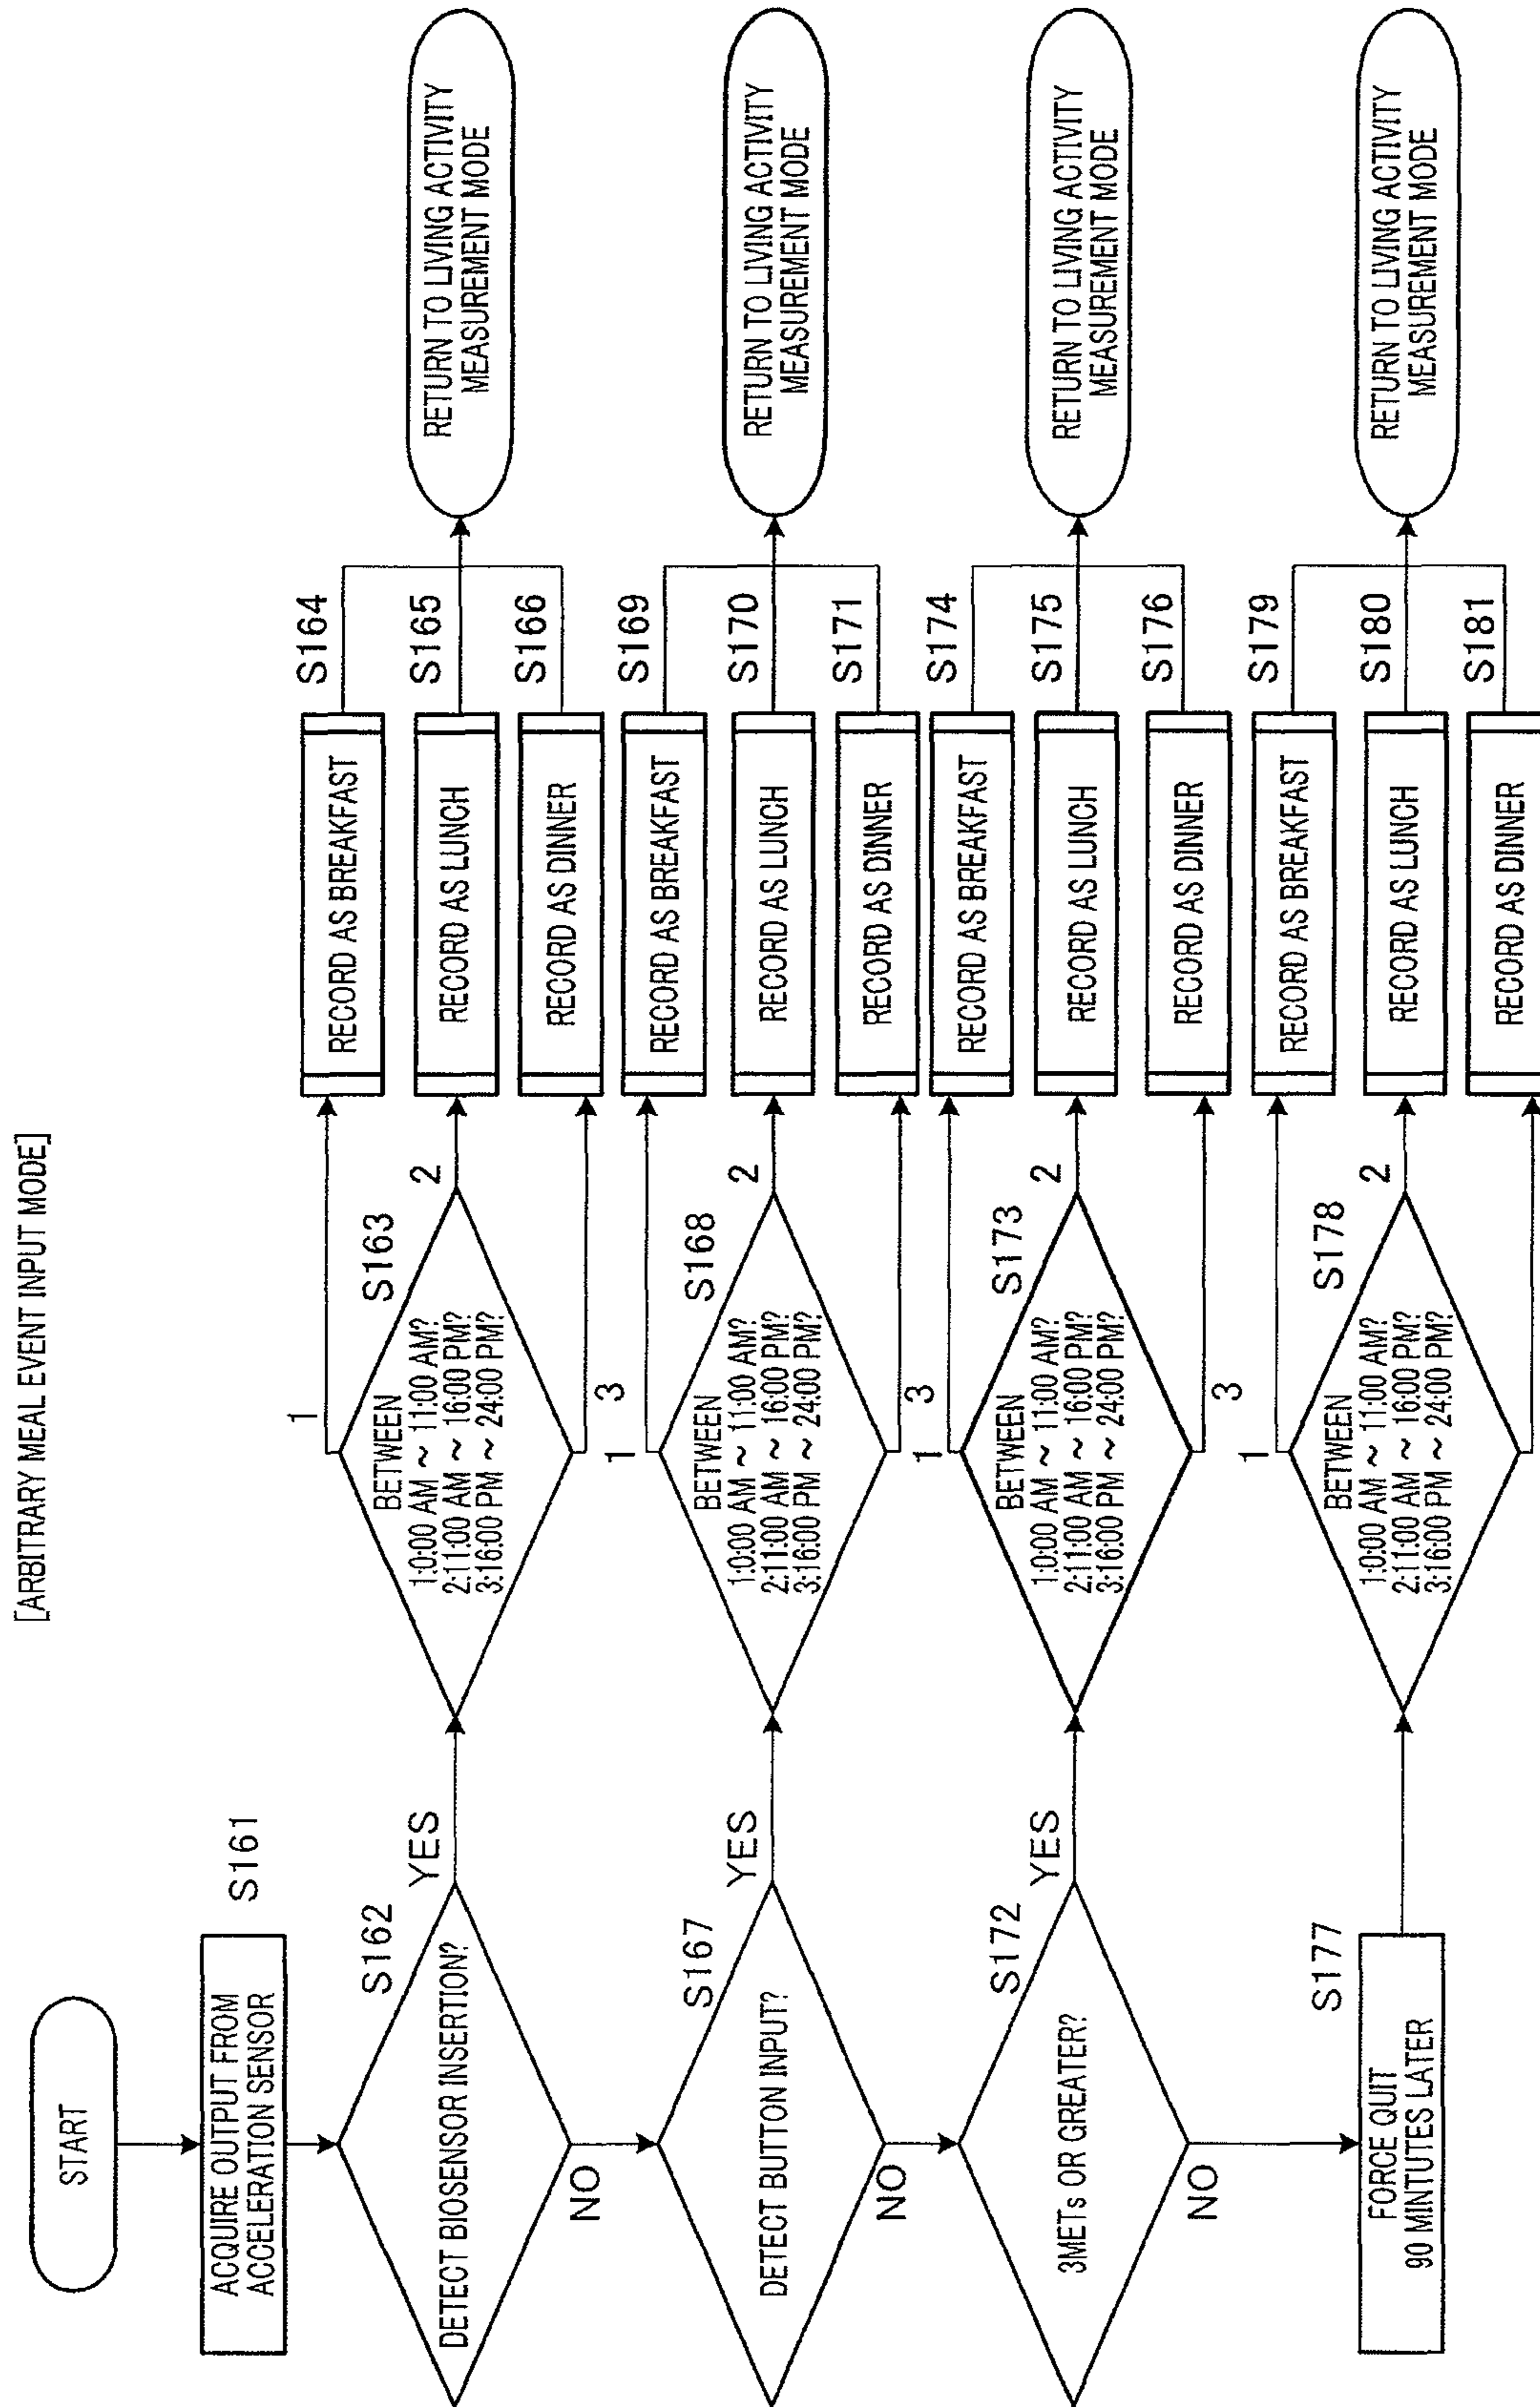 [ARBITRARY MEAL EVENT INPUT MODE]
START
ACQUIRE OUTPUT FROM
ACCELERATION SENSOR
S161
DETECT BIOSENSOR INSERTION?
S162
YES
NO
BETWEEN
1:0:00 AM ~ 11:00 AM?
2:11:00 AM ~ 16:00 PM?
3:16:00 PM ~ 24:00 PM?
S163
1
2
3
RECORD AS BREAKFAST
S164
RECORD AS LUNCH
S165
RECORD AS DINNER
S166
RETURN TO LIVING ACTIVITY
MEASUREMENT MODE
DETECT BUTTON INPUT?
S167
YES
NO
BETWEEN
1:0:00 AM ~ 11:00 AM?
2:11:00 AM ~ 16:00 PM?
3:16:00 PM ~ 24:00 PM?
S168
1
2
3
RECORD AS BREAKFAST
S169
RECORD AS LUNCH
S170
RECORD AS DINNER
S171
RETURN TO LIVING ACTIVITY
MEASUREMENT MODE
3METs OR GREATER?
S172
YES
NO
BETWEEN
1:0:00 AM ~ 11:00 AM?
2:11:00 AM ~ 16:00 PM?
3:16:00 PM ~ 24:00 PM?
S173
1
2
3
RECORD AS BREAKFAST
S174
RECORD AS LUNCH
S175
RECORD AS DINNER
S176
RETURN TO LIVING ACTIVITY
MEASUREMENT MODE
FORCE QUIT
90 MINTUTES LATER
S177
BETWEEN
1:0:00 AM ~ 11:00 AM?
2:11:00 AM ~ 16:00 PM?
3:16:00 PM ~ 24:00 PM?
S178
1
2
RECORD AS BREAKFAST
S179
RECORD AS LUNCH
S180
RECORD AS DINNER
S181
RETURN TO LIVING ACTIVITY
MEASUREMENT MODE